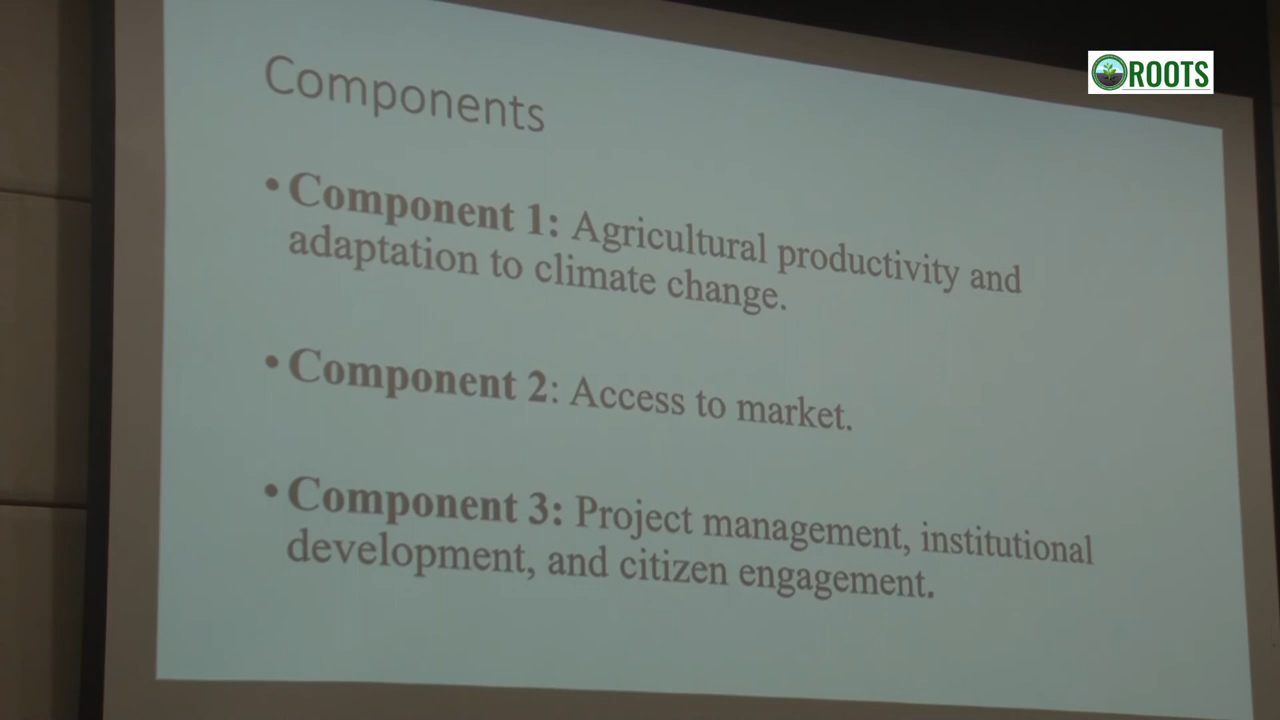 ROOTS
Components
• Component 1: Agricultural productivity and
adaptation to climate change.
• Component 2: Access to market.
• Component 3: Project management, institutional
development, and citizen engagement.